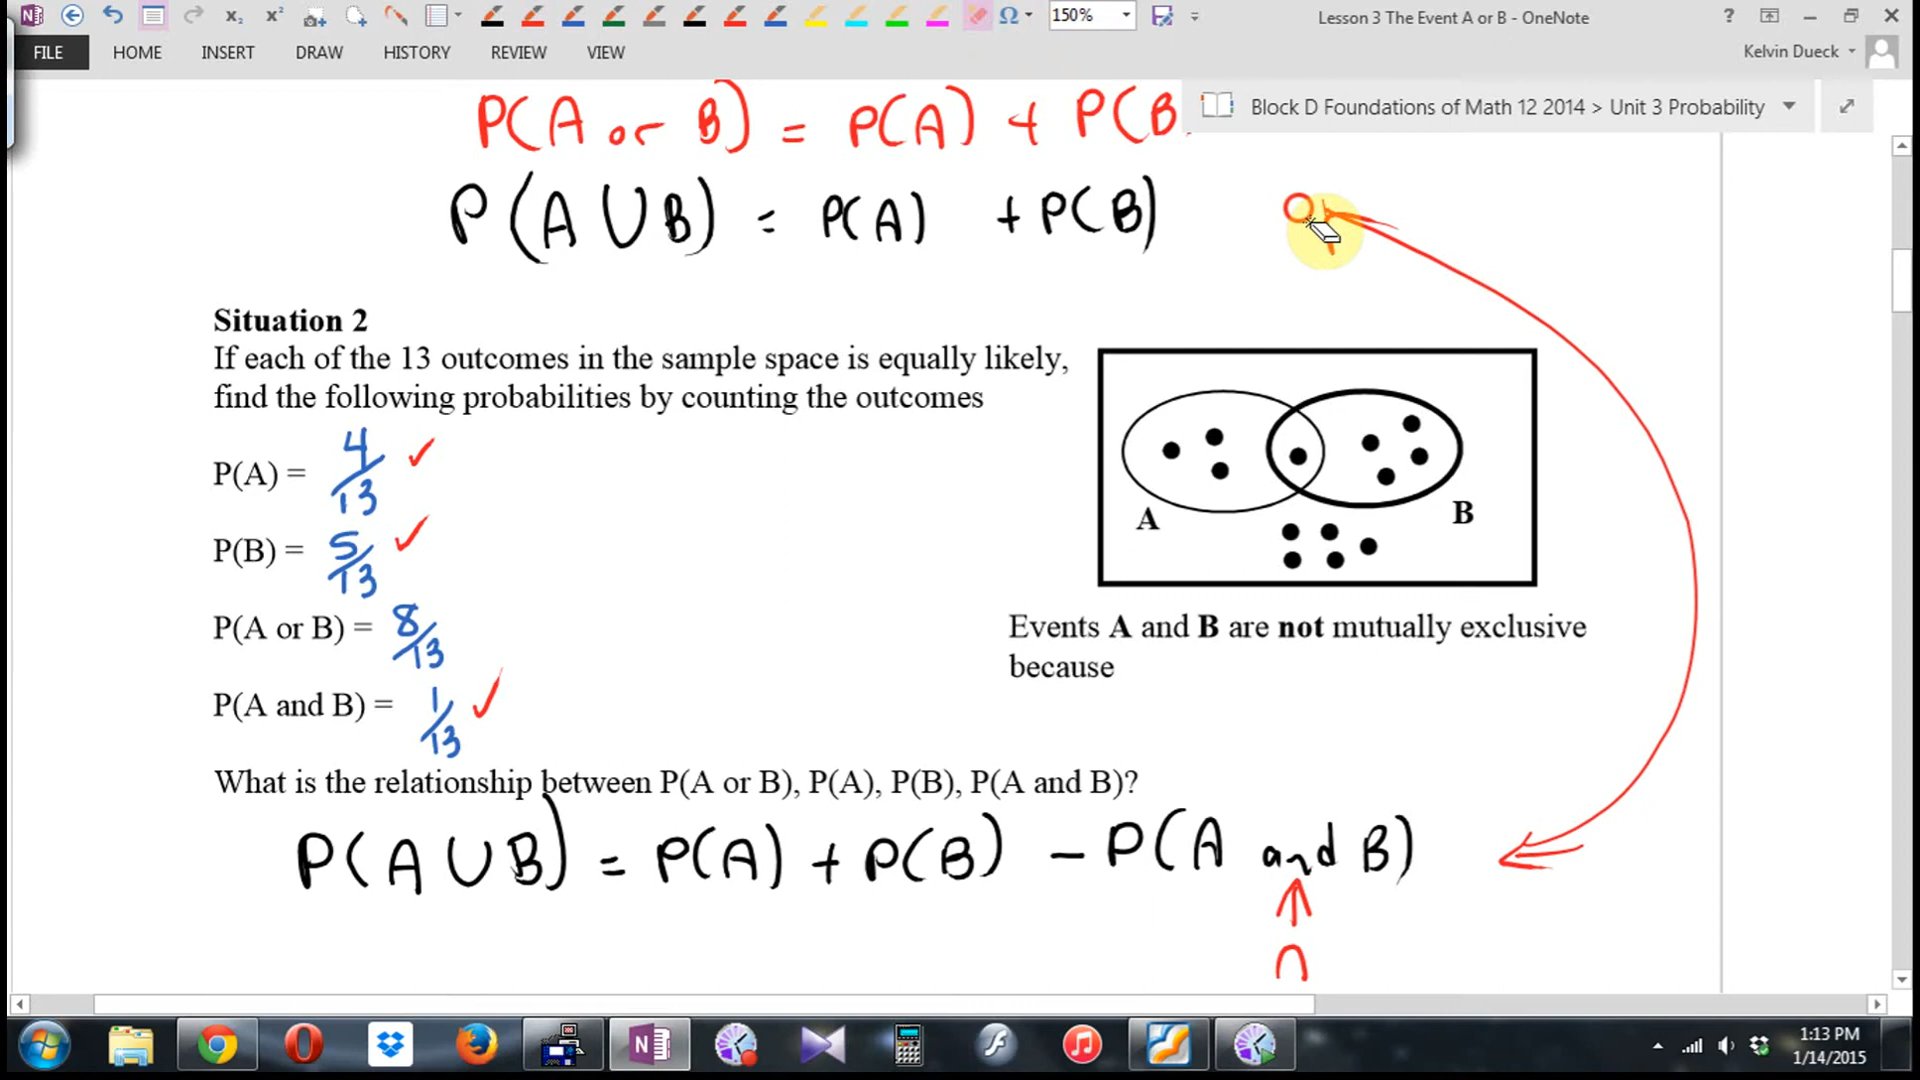 Lesson 3 The Event A or B - OneNote
150%
FILE HOME INSERT DRAW HISTORY REVIEW VIEW
Kelvin Dueck
Block D Foundations of Math 12 2014 > Unit 3 Probability
P(A or B) = P(A) + P(B
P(A ∪ B) = P(A) + P(B)
Situation 2
If each of the 13 outcomes in the sample space is equally likely,
find the following probabilities by counting the outcomes
P(A) = 4/13 ✓
P(B) = 5/13 ✓
P(A or B) = 8/13
P(A and B) = 1/13 ✓
A
B
Events A and B are not mutually exclusive
because
What is the relationship between P(A or B), P(A), P(B), P(A and B)?
P(A ∪ B) = P(A) + P(B) - P(A and B)
∩
1:13 PM
1/14/2015